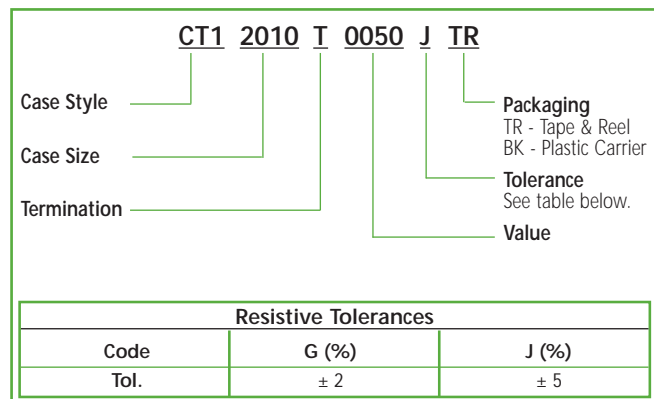 CT1 2010 T 0050 J TR
Case Style
Case Size
Termination
Packaging
TR - Tape & Reel
BK - Plastic Carrier
Tolerance
See table below.
Value
Resistive Tolerances
Code G (%) J (%)
Tol. ± 2 ± 5